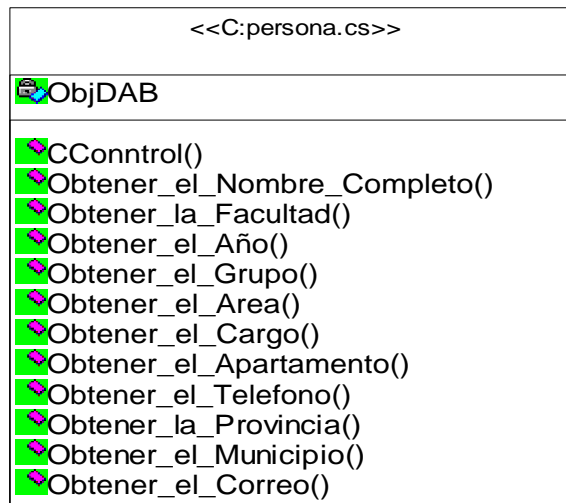 <<C:persona.cs>>
ObjDAB
CConntrol()
Obtener_el_Nombre_Completo()
Obtener_la_Facultad()
Obtener_el_Año()
Obtener_el_Grupo()
Obtener_el_Area()
Obtener_el_Cargo()
Obtener_el_Apartamento()
Obtener_el_Telefono()
Obtener_la_Provincia()
Obtener_el_Municipio()
Obtener_el_Correo()